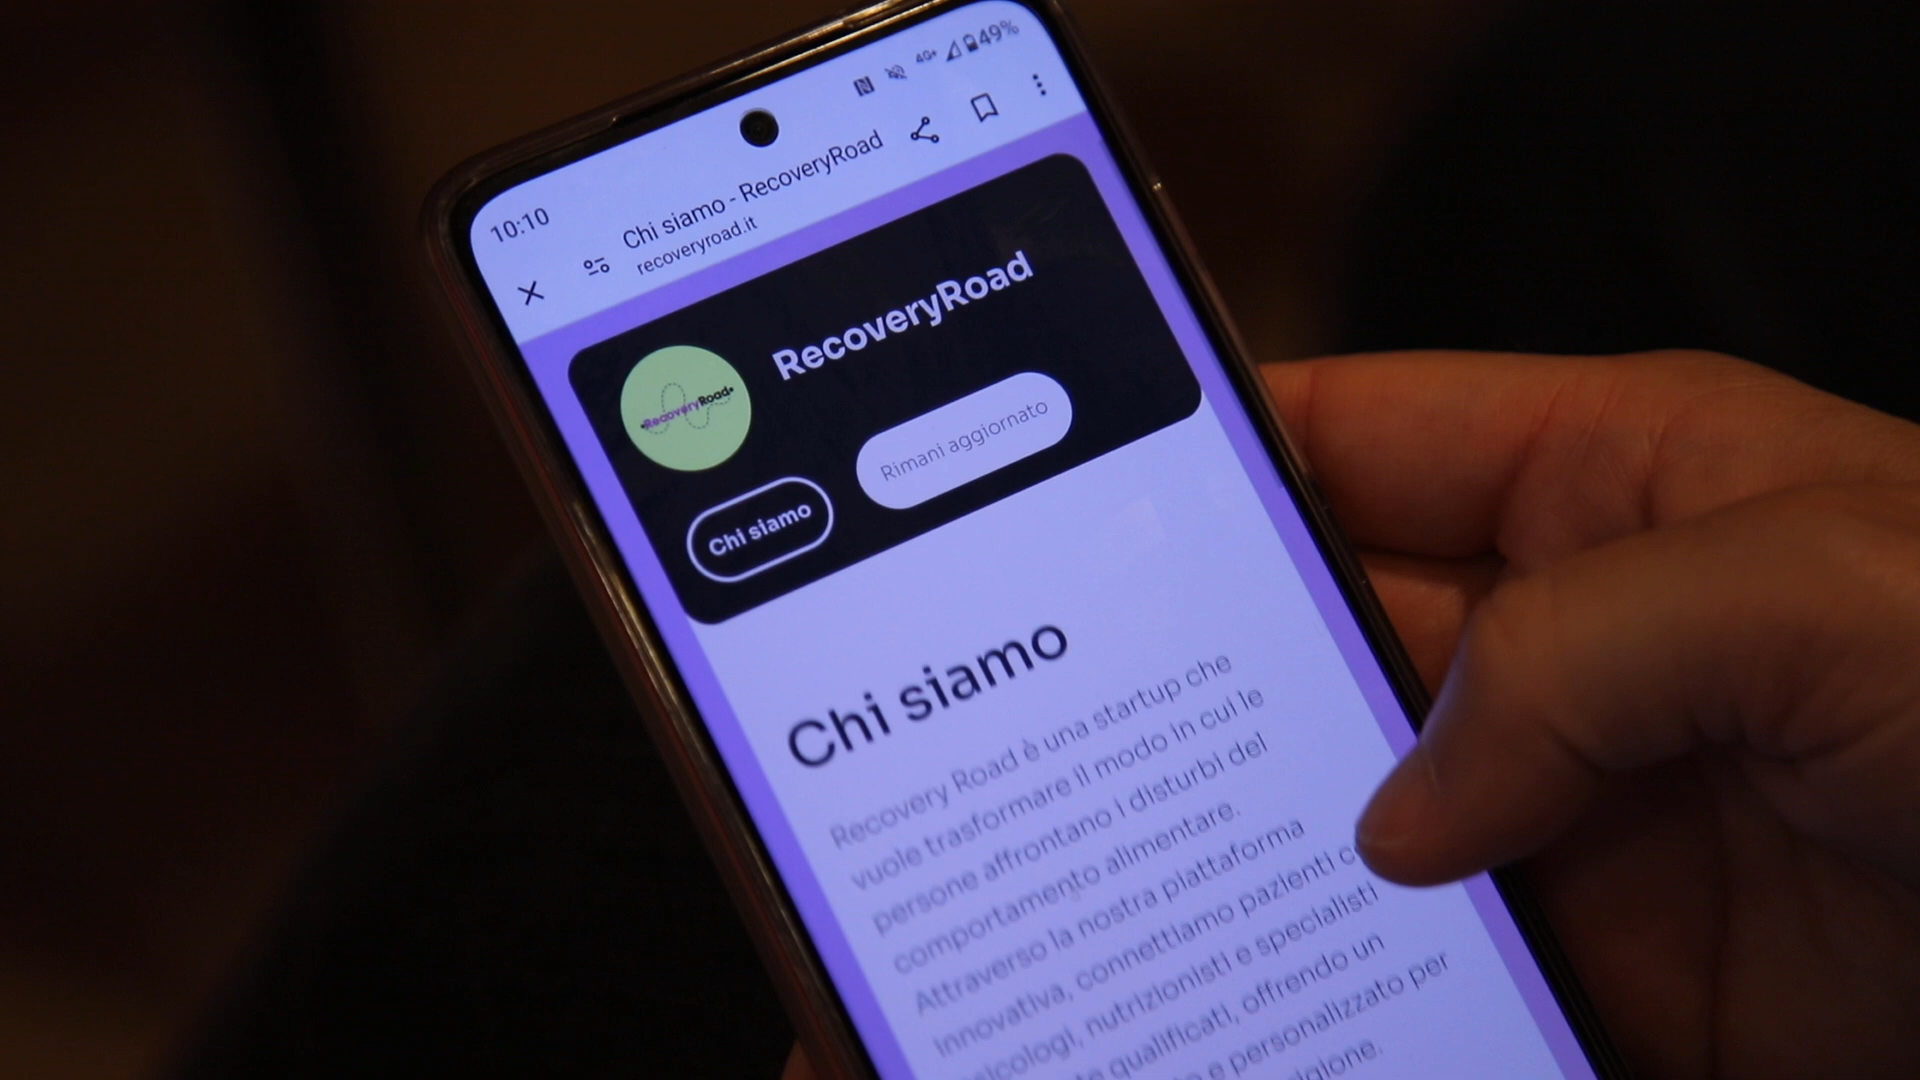 10:10
4G+ 49%
Chi siamo - RecoveryRoad
recoveryroad.it
RecoveryRoad
RecoveryRoad
Chi siamo
Rimani aggiornato
Chi siamo
Recovery Road è una startup che
vuole trasformare il modo in cui le
persone affrontano i disturbi del
comportamento alimentare.
Attraverso la nostra piattaforma
innovativa, connettiamo pazienti
nutrizionisti e specialisti
qualificati, offrendo un
e personalizzato per